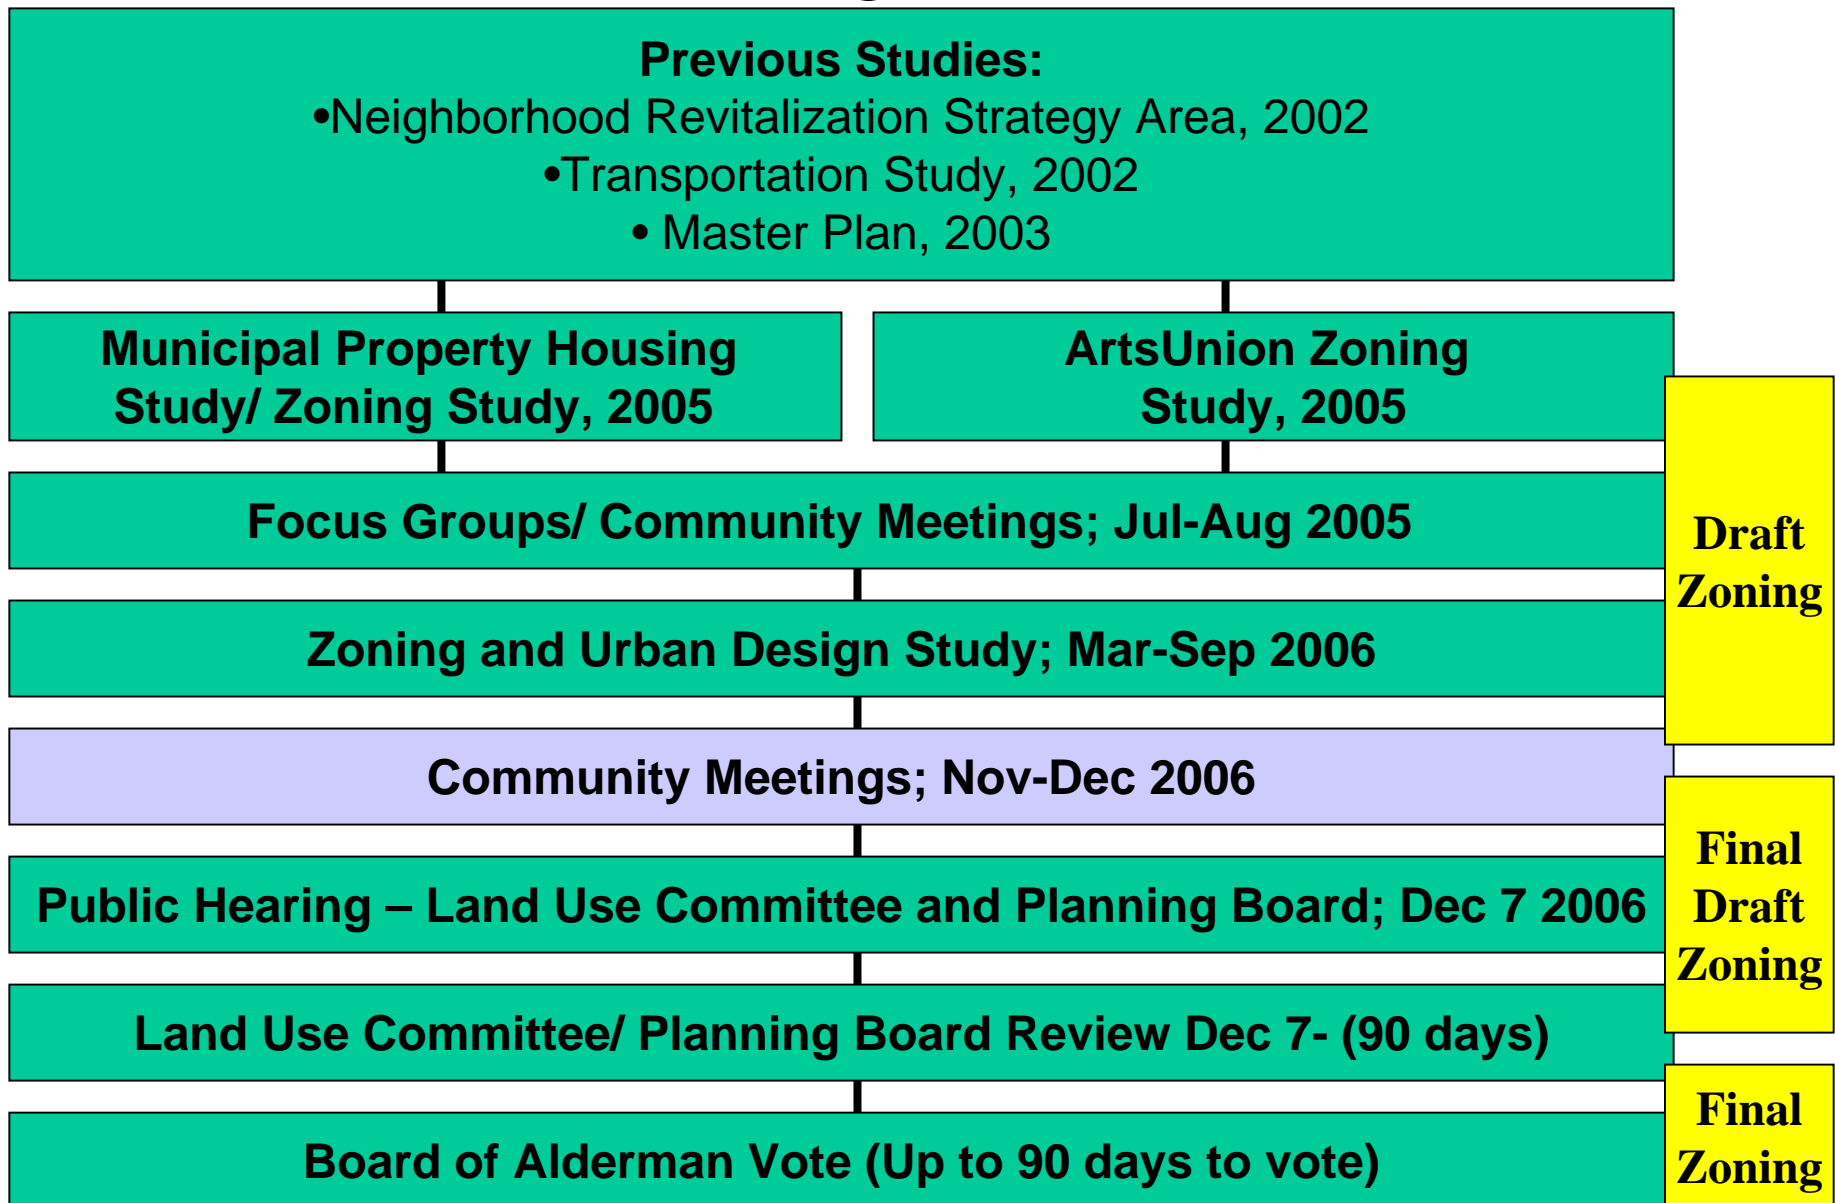 Previous Studies:
•Neighborhood Revitalization Strategy Area, 2002
•Transportation Study, 2002
• Master Plan, 2003
Municipal Property Housing
Study/ Zoning Study, 2005
ArtsUnion Zoning
Study, 2005
Focus Groups/ Community Meetings; Jul-Aug 2005
Zoning and Urban Design Study; Mar-Sep 2006
Draft
Zoning
Community Meetings; Nov-Dec 2006
Public Hearing – Land Use Committee and Planning Board; Dec 7 2006
Land Use Committee/ Planning Board Review Dec 7- (90 days)
Final
Draft
Zoning
Board of Alderman Vote (Up to 90 days to vote)
Final
Zoning